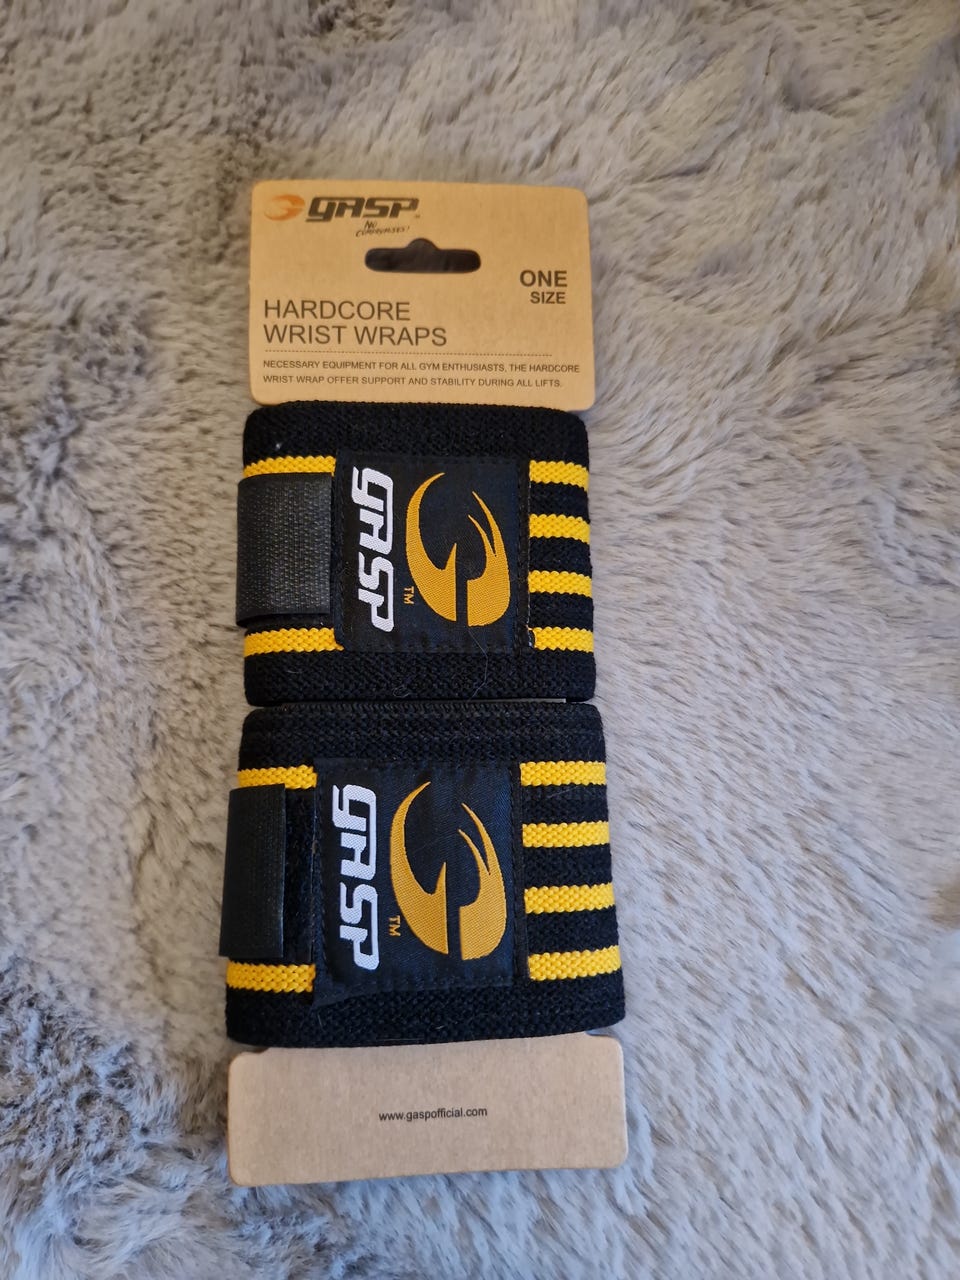 GASP™
No
Compromises!
ONE
SIZE
HARDCORE
WRIST WRAPS
NECESSARY EQUIPMENT FOR ALL GYM ENTHUSIASTS, THE HARDCORE
WRIST WRAP OFFER SUPPORT AND STABILITY DURING ALL LIFTS.
GASP
TM
GASP
TM
www.gaspofficial.com